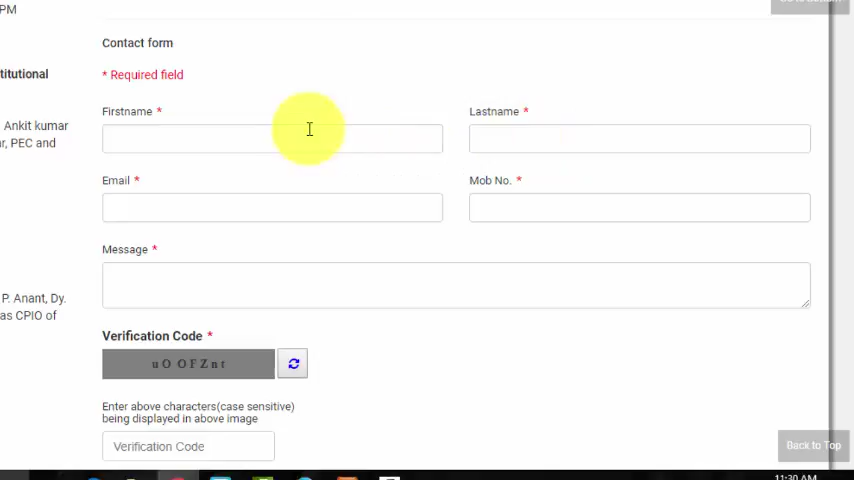 PM
Contact form
titutional
* Required field
Firstname *
Lastname *
Ankit kumar
ar, PEC and
Email *
Mob No. *
Message *
P. Anant, Dy.
as CPIO of
Verification Code *
uOOFZnt
Enter above characters(case sensitive)
being displayed in above image
Verification Code
Back to Top
11:30 AM